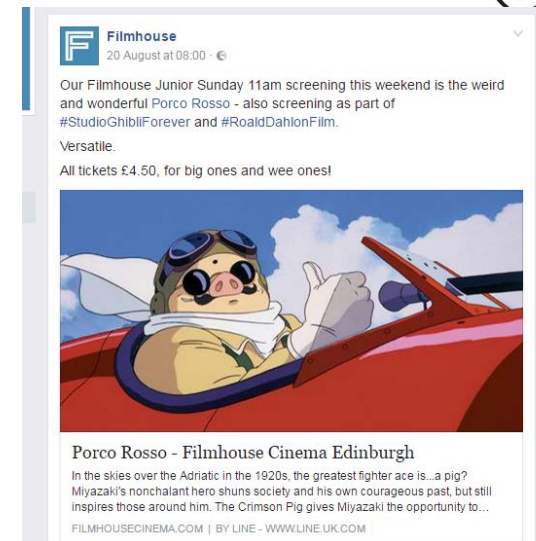 Filmhouse
20 August at 08:00 ·
Our Filmhouse Junior Sunday 11am screening this weekend is the weird
and wonderful Porco Rosso - also screening as part of
#StudioGhibliForever and #RoaldDahlonFilm.
Versatile.
All tickets £4.50, for big ones and wee ones!
Porco Rosso - Filmhouse Cinema Edinburgh
In the skies over the Adriatic in the 1920s, the greatest fighter ace is...a pig?
Miyazaki's nonchalant hero shuns society and his own courageous past, but still
inspires those around him. The Crimson Pig gives Miyazaki the opportunity to...
FILMHOUSECINEMA.COM | BY LINE - WWW.LINE.UK.COM